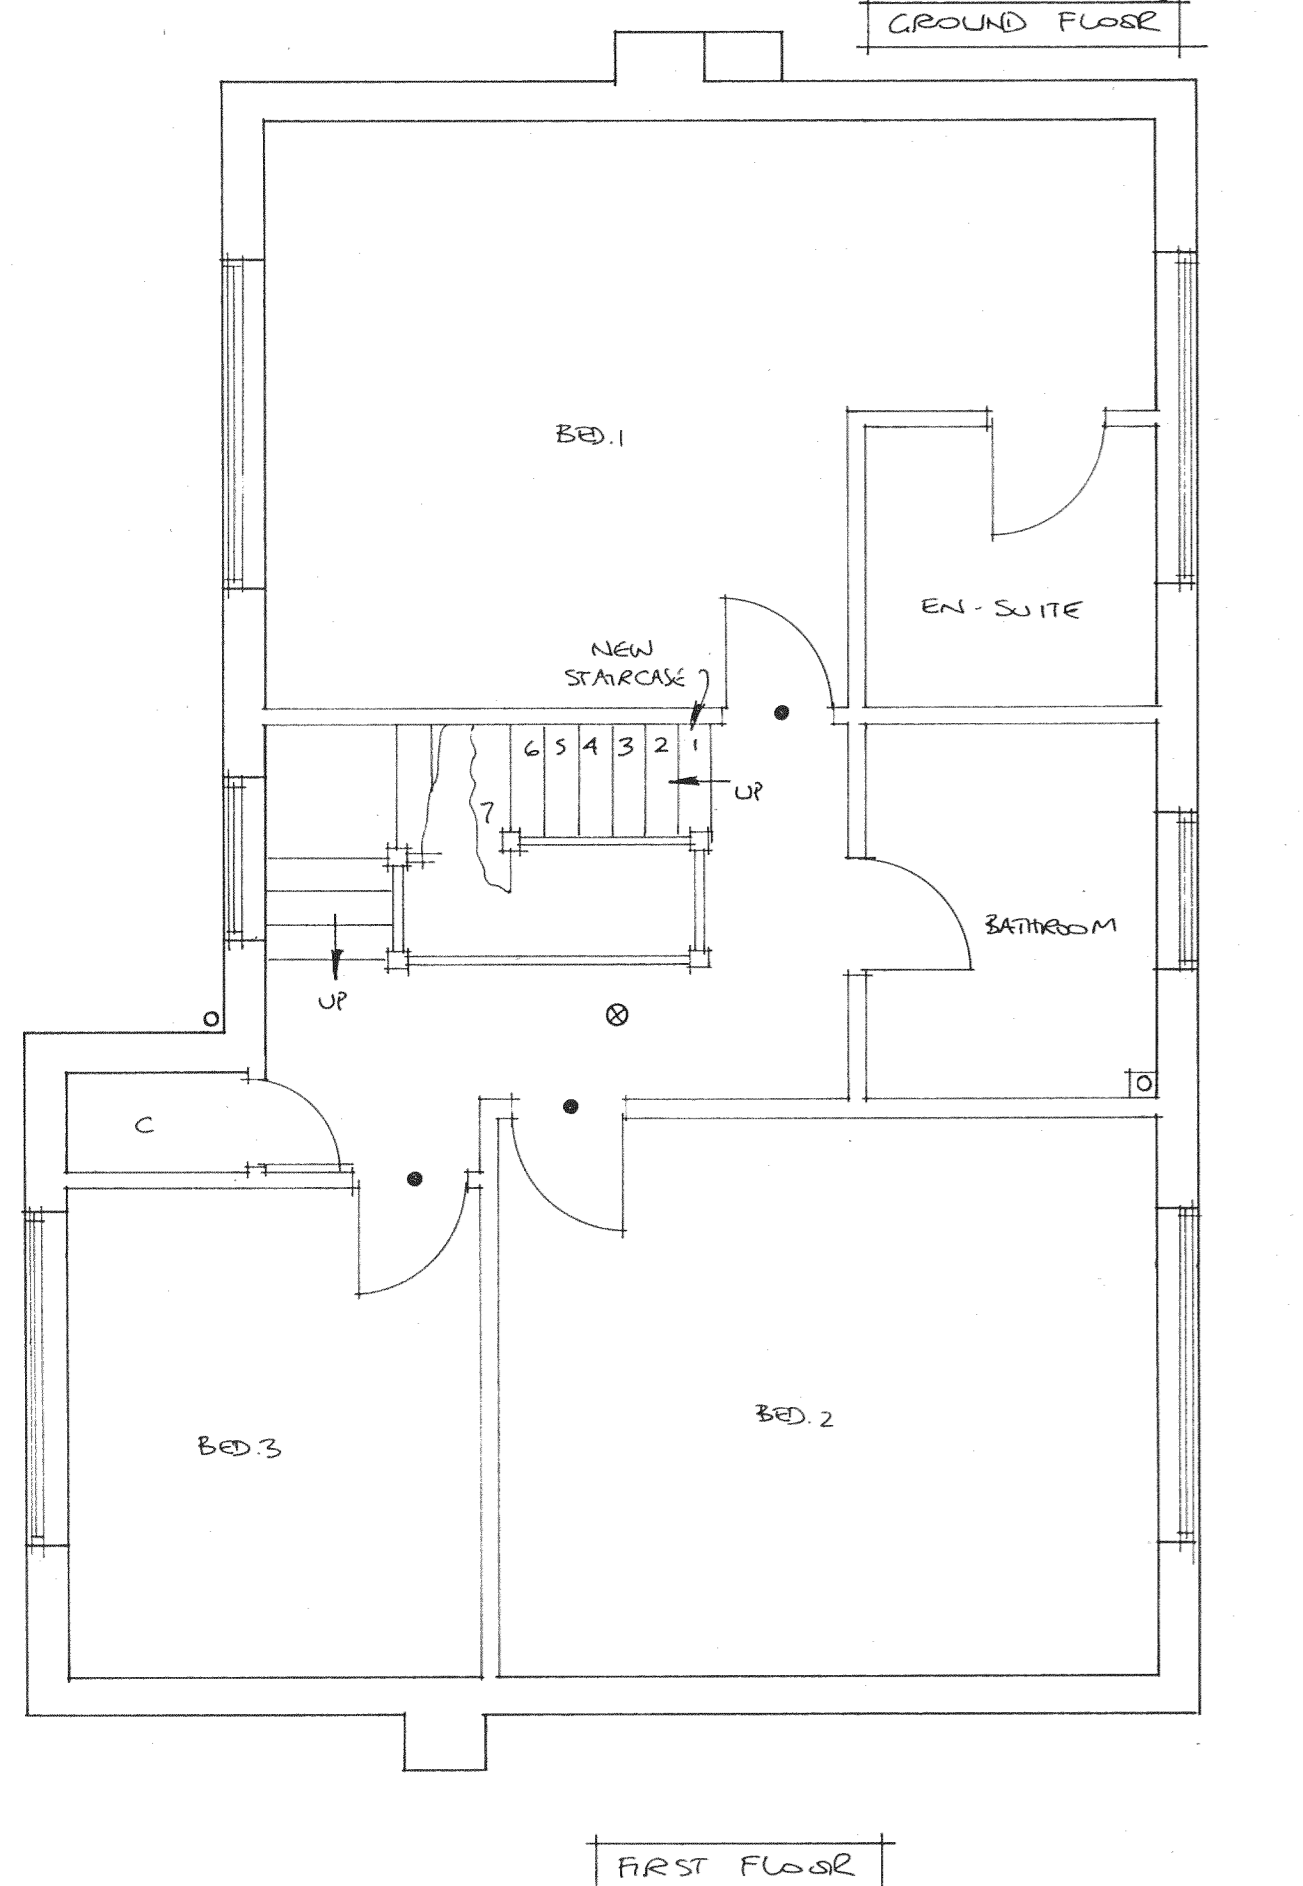 GROUND FLOOR
BED.1
EN-SUITE
NEW
STAIRCASE
6 5 4 3 2 1
UP
7
BATHROOM
UP
C
BED.2
BED.3
FIRST FLOOR